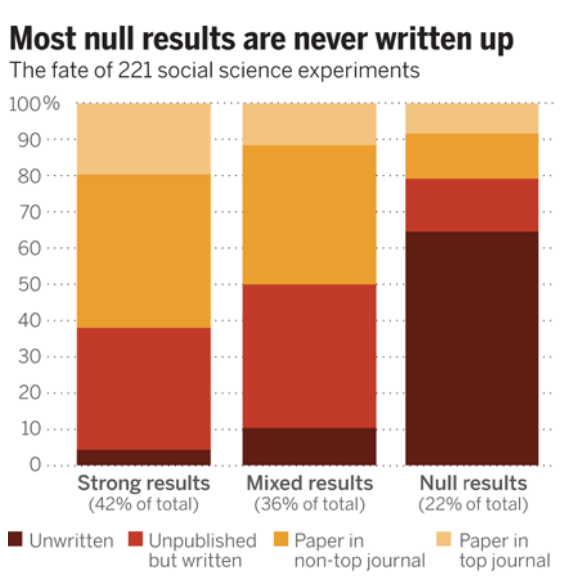 Most null results are never written up
The fate of 221 social science experiments
100%
90
80
70
60
50
40
30
20
10
0
Strong results Mixed results Null results
(42% of total) (36% of total) (22% of total)
Unwritten Unpublished Paper in Paper in
but written non-top journal top journal